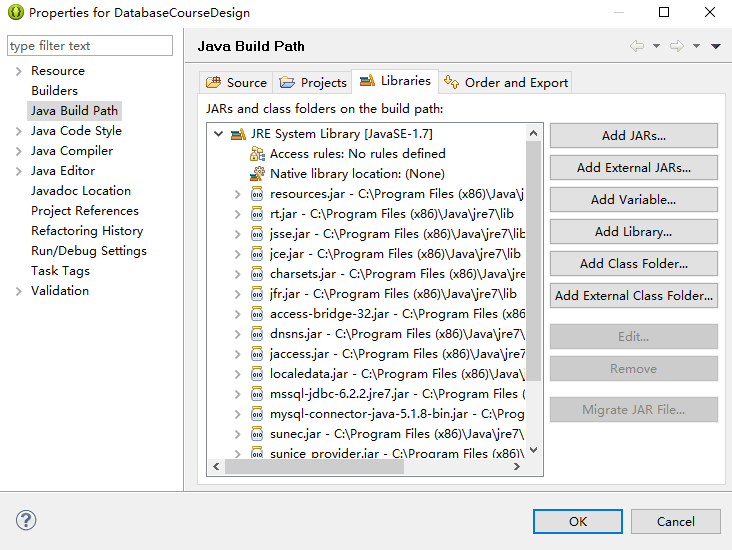 Properties for DatabaseCourseDesign
type filter text
Resource
Builders
Java Build Path
Java Code Style
Java Compiler
Java Editor
Javadoc Location
Project References
Refactoring History
Run/Debug Settings
Task Tags
Validation
Java Build Path
Source Projects Libraries Order and Export
JARs and class folders on the build path:
JRE System Library [JavaSE-1.7]
Access rules: No rules defined
Native library location: (None)
resources.jar - C:\Program Files (x86)\Java\j
rt.jar - C:\Program Files (x86)\Java\jre7\lib
jsse.jar - C:\Program Files (x86)\Java\jre7\lib
jce.jar - C:\Program Files (x86)\Java\jre7\lib
charsets.jar - C:\Program Files (x86)\Java\jre
jfr.jar - C:\Program Files (x86)\Java\jre7\lib
access-bridge-32.jar - C:\Program Files (x86)
dnsns.jar - C:\Program Files (x86)\Java\jre7\
jaccess.jar - C:\Program Files (x86)\Java\jre7
localedata.jar - C:\Program Files (x86)\Java\
mssql-jdbc-6.2.2.jre7.jar - C:\Program Files (
mysql-connector-java-5.1.8-bin.jar - C:\Prog
sunec.jar - C:\Program Files (x86)\Java\jre7\
sunice_provider.jar - C:\Program Files (x86)\
Add JARs...
Add External JARs...
Add Variable...
Add Library...
Add Class Folder...
Add External Class Folder...
Edit...
Remove
Migrate JAR File...
OK
Cancel